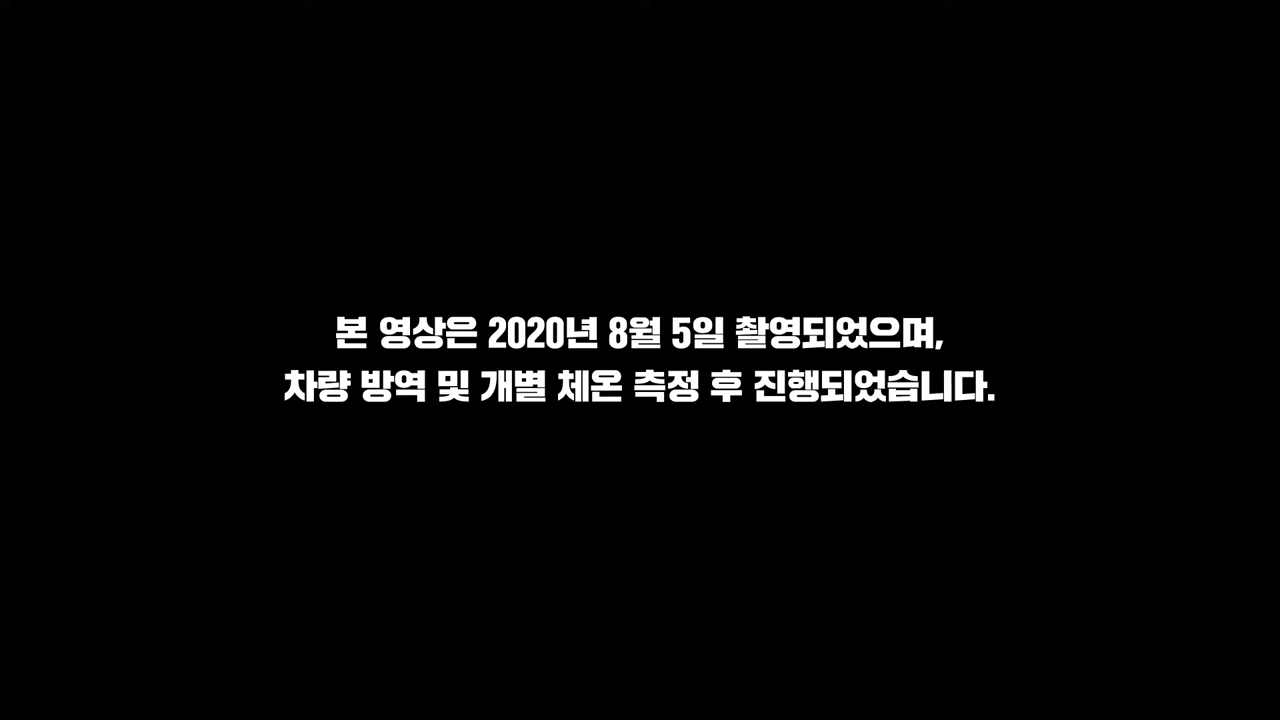 본 영상은 2020년 8월 5일 촬영되었으며,
차량 방역 및 개별 체온 측정 후 진행되었습니다.